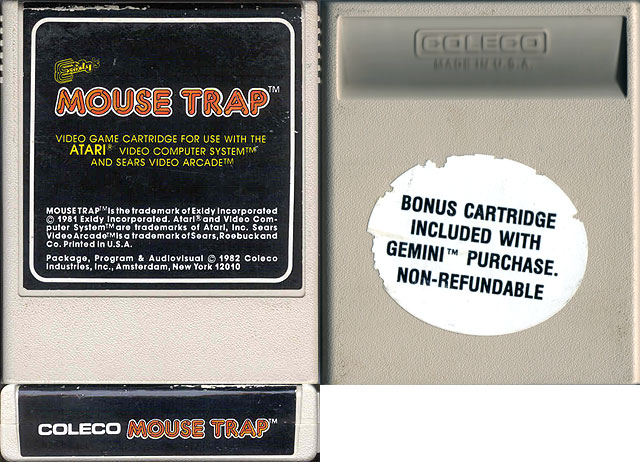 Exidy
MOUSE TRAP™
VIDEO GAME CARTRIDGE FOR USE WITH THE
ATARI® VIDEO COMPUTER SYSTEM™
AND SEARS VIDEO ARCADE™
MOUSE TRAP™ is the trademark of Exidy Incorporated
© 1981 Exidy Incorporated. Atari® and Video Com-
puter System™ are trademarks of Atari, Inc. Sears
Video Arcade™ is a trademark of Sears, Roebuck and
Co. Printed in U.S.A.
Package, Program & Audiovisual © 1982 Coleco
Industries, Inc., Amsterdam, New York 12010
COLECO MOUSE TRAP™
COLECO
MADE IN U.S.A.
BONUS CARTRIDGE
INCLUDED WITH
GEMINI™ PURCHASE.
NON-REFUNDABLE